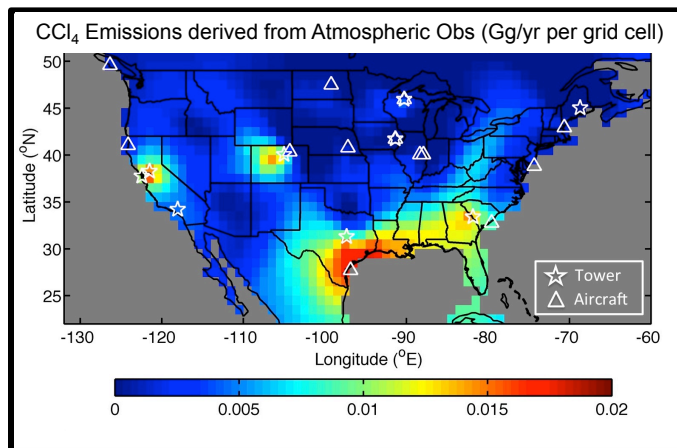 CCl₄ Emissions derived from Atmospheric Obs (Gg/yr per grid cell)
50
45
40
35
30
25
Latitude (ᴼN)
Tower
Aircraft
-130 -120 -110 -100 -90 -80 -70 -60
Longitude (ᴼE)
0 0.005 0.01 0.015 0.02